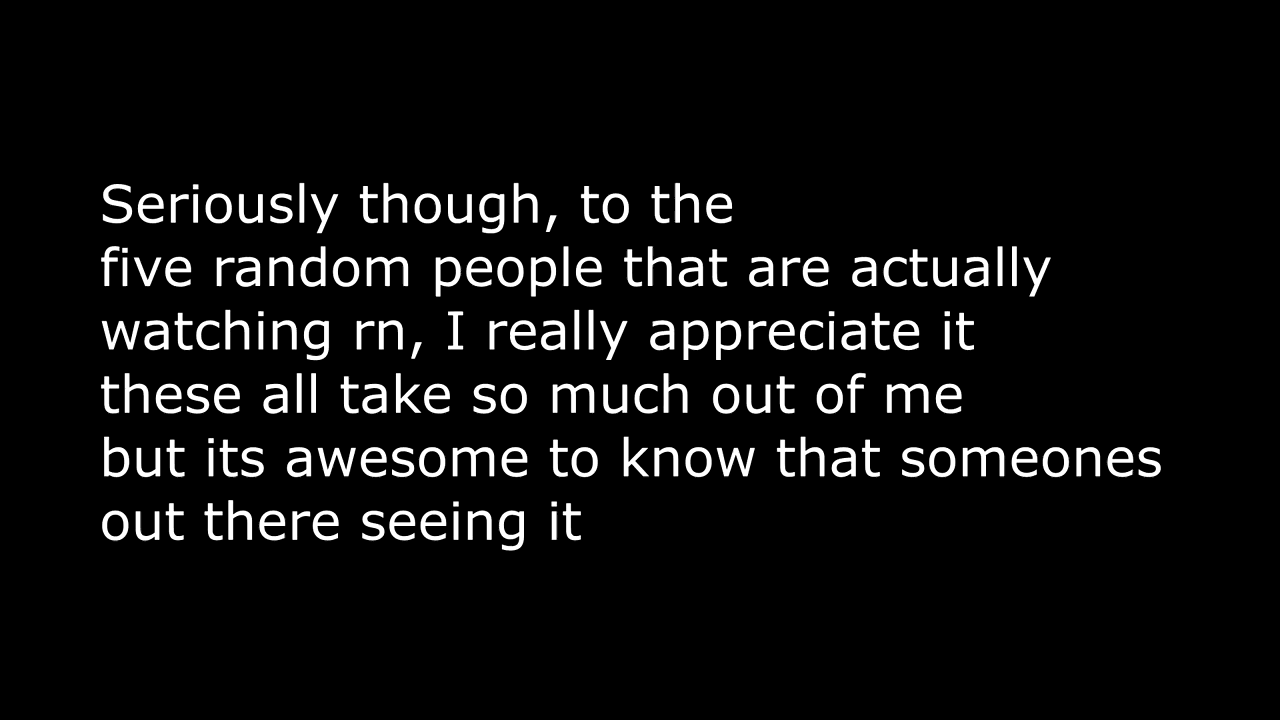 Seriously though, to the
five random people that are actually
watching rn, I really appreciate it
these all take so much out of me
but its awesome to know that someones
out there seeing it